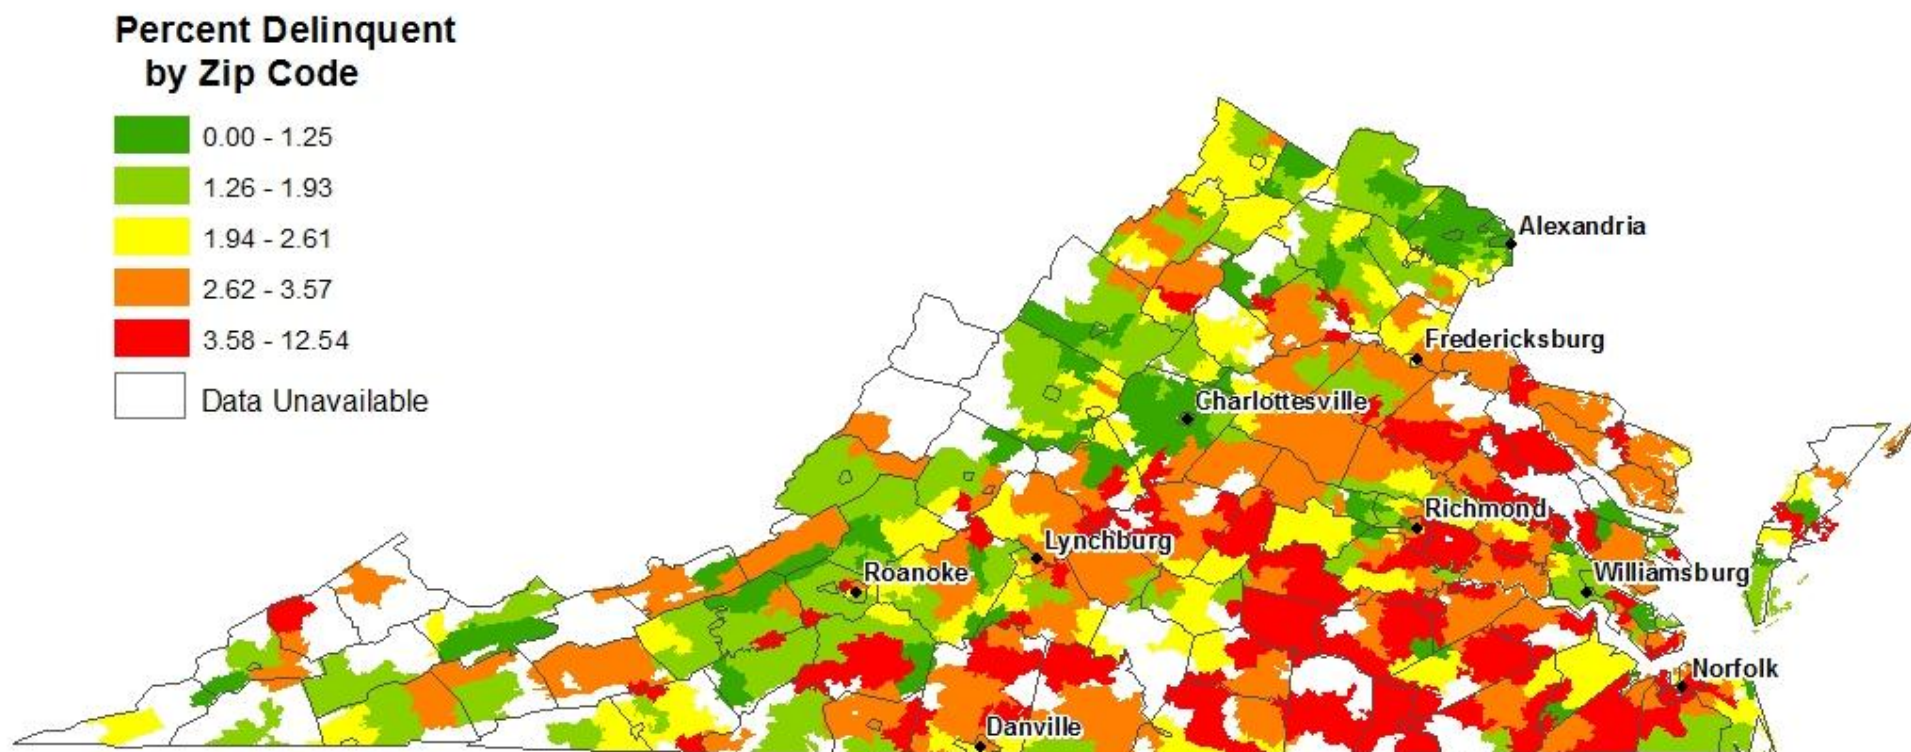 Percent Delinquent
by Zip Code
0.00 - 1.25
1.26 - 1.93
1.94 - 2.61
2.62 - 3.57
3.58 - 12.54
Data Unavailable
Alexandria
Fredericksburg
Charlottesville
Richmond
Lynchburg
Roanoke
Williamsburg
Norfolk
Danville